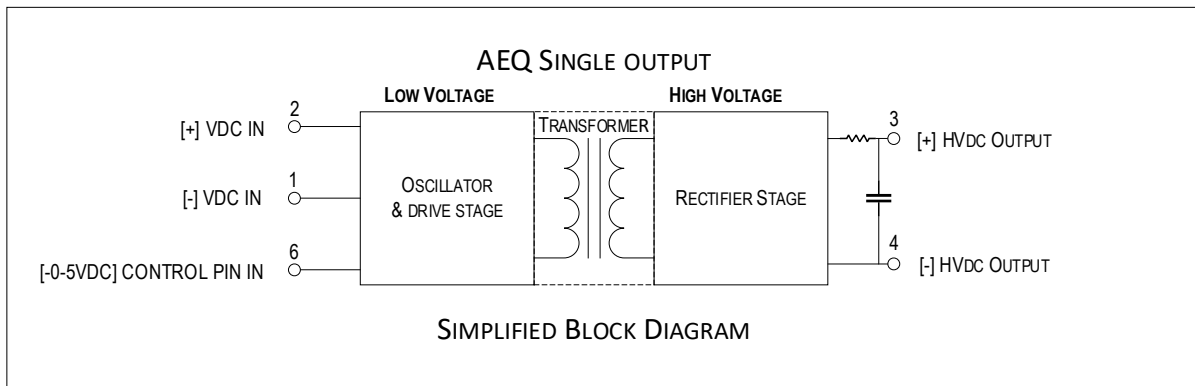 AEQ SINGLE OUTPUT
LOW VOLTAGE
HIGH VOLTAGE
2
[+] VDC IN
1
[-] VDC IN
6
[-0-5VDC] CONTROL PIN IN
OSCILLATOR
& DRIVE STAGE
TRANSFORMER
RECTIFIER STAGE
3
[+] HVDC OUTPUT
4
[-] HVDC OUTPUT
SIMPLIFIED BLOCK DIAGRAM